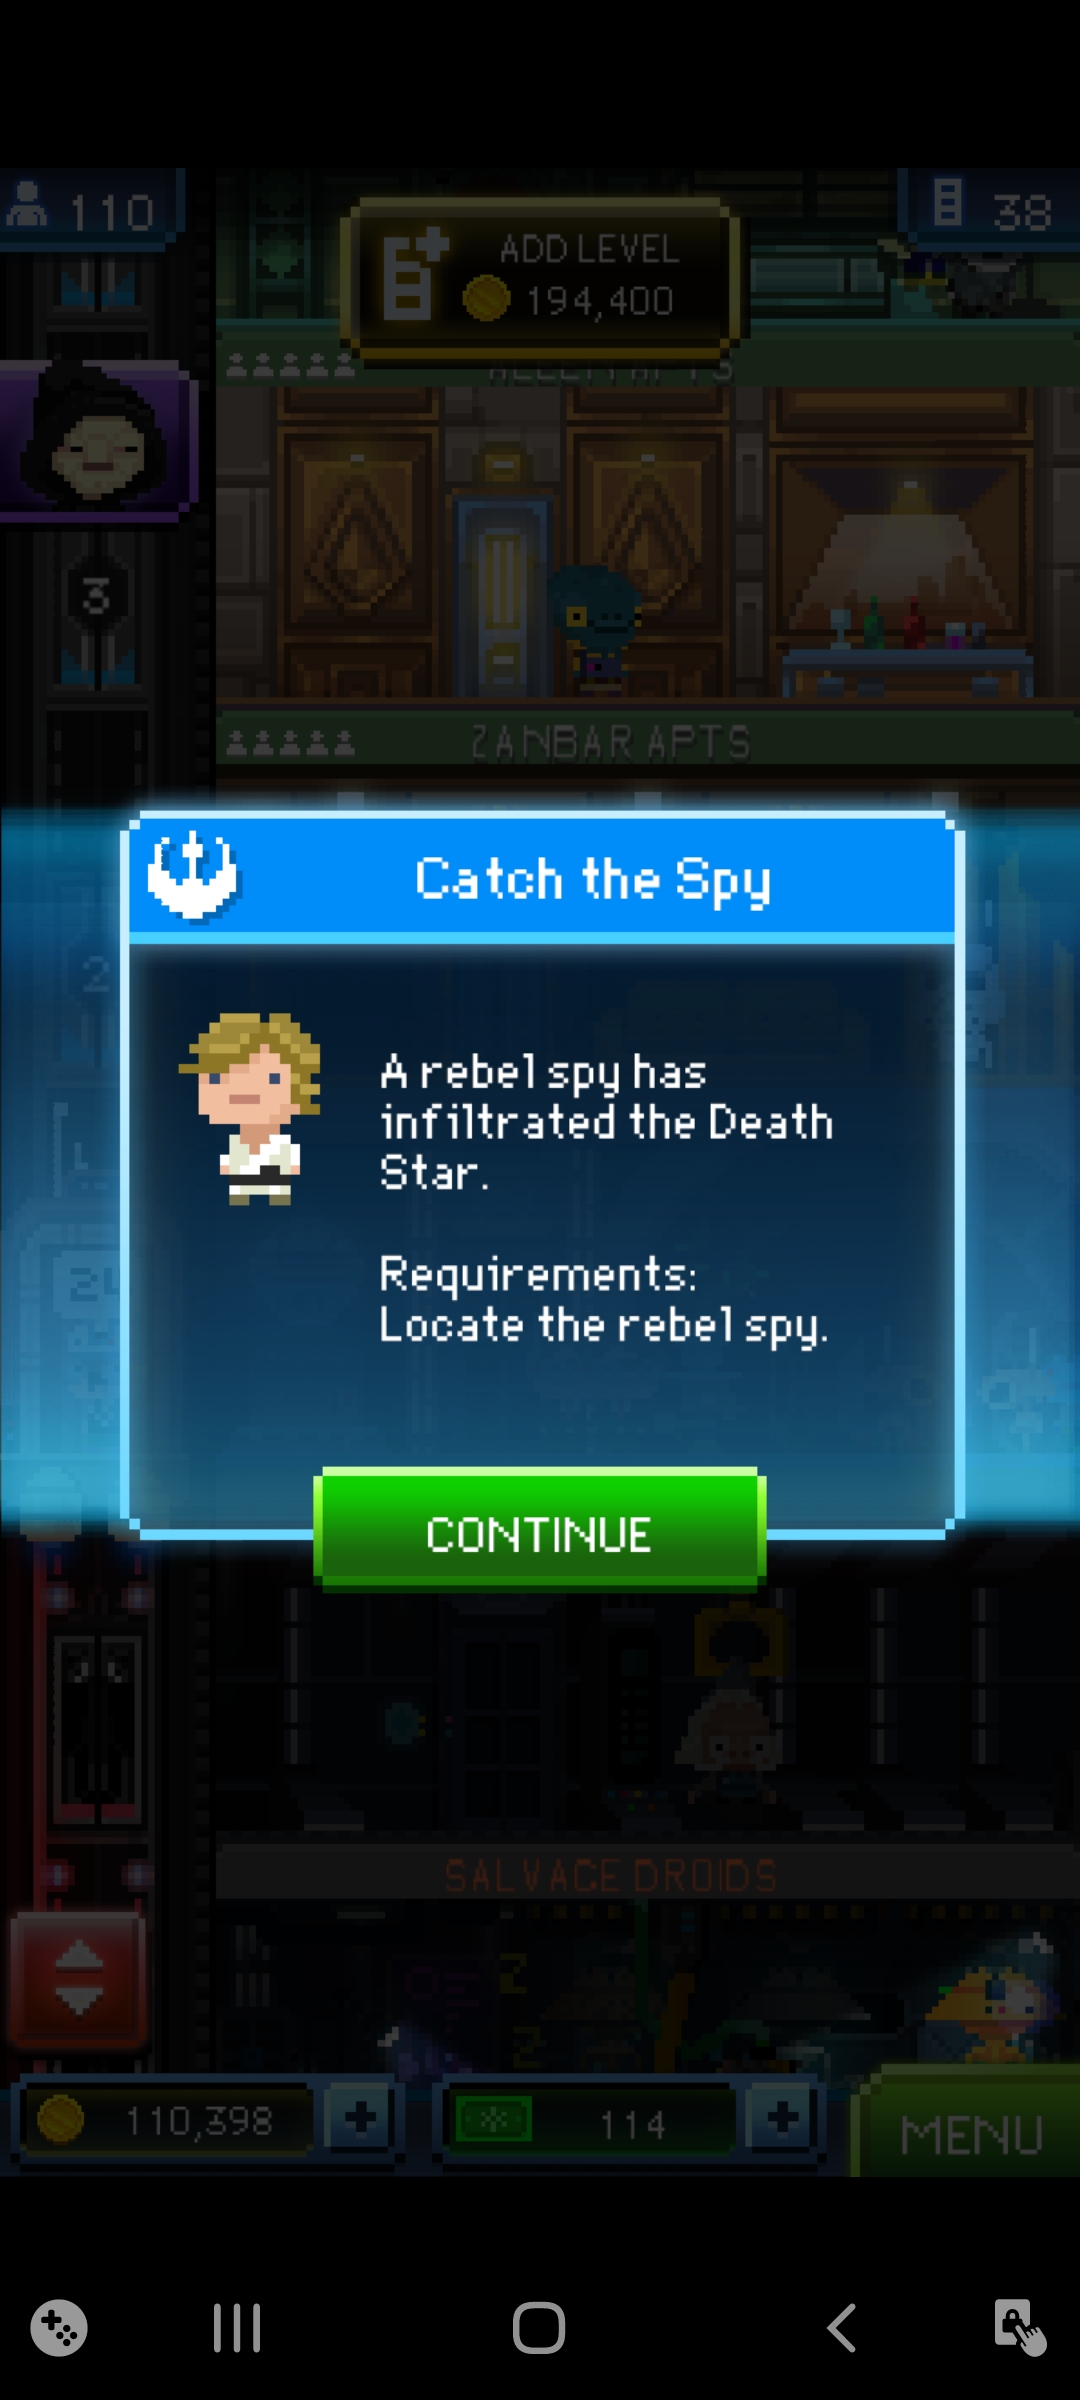 110
ADD LEVEL
38
194,400
3
ZANBAR APTS
Catch the Spy
2
A rebel spy has
infiltrated the Death
Star.
Requirements:
Locate the rebel spy.
CONTINUE
SALVAGE DROIDS
110,398
114
MENU